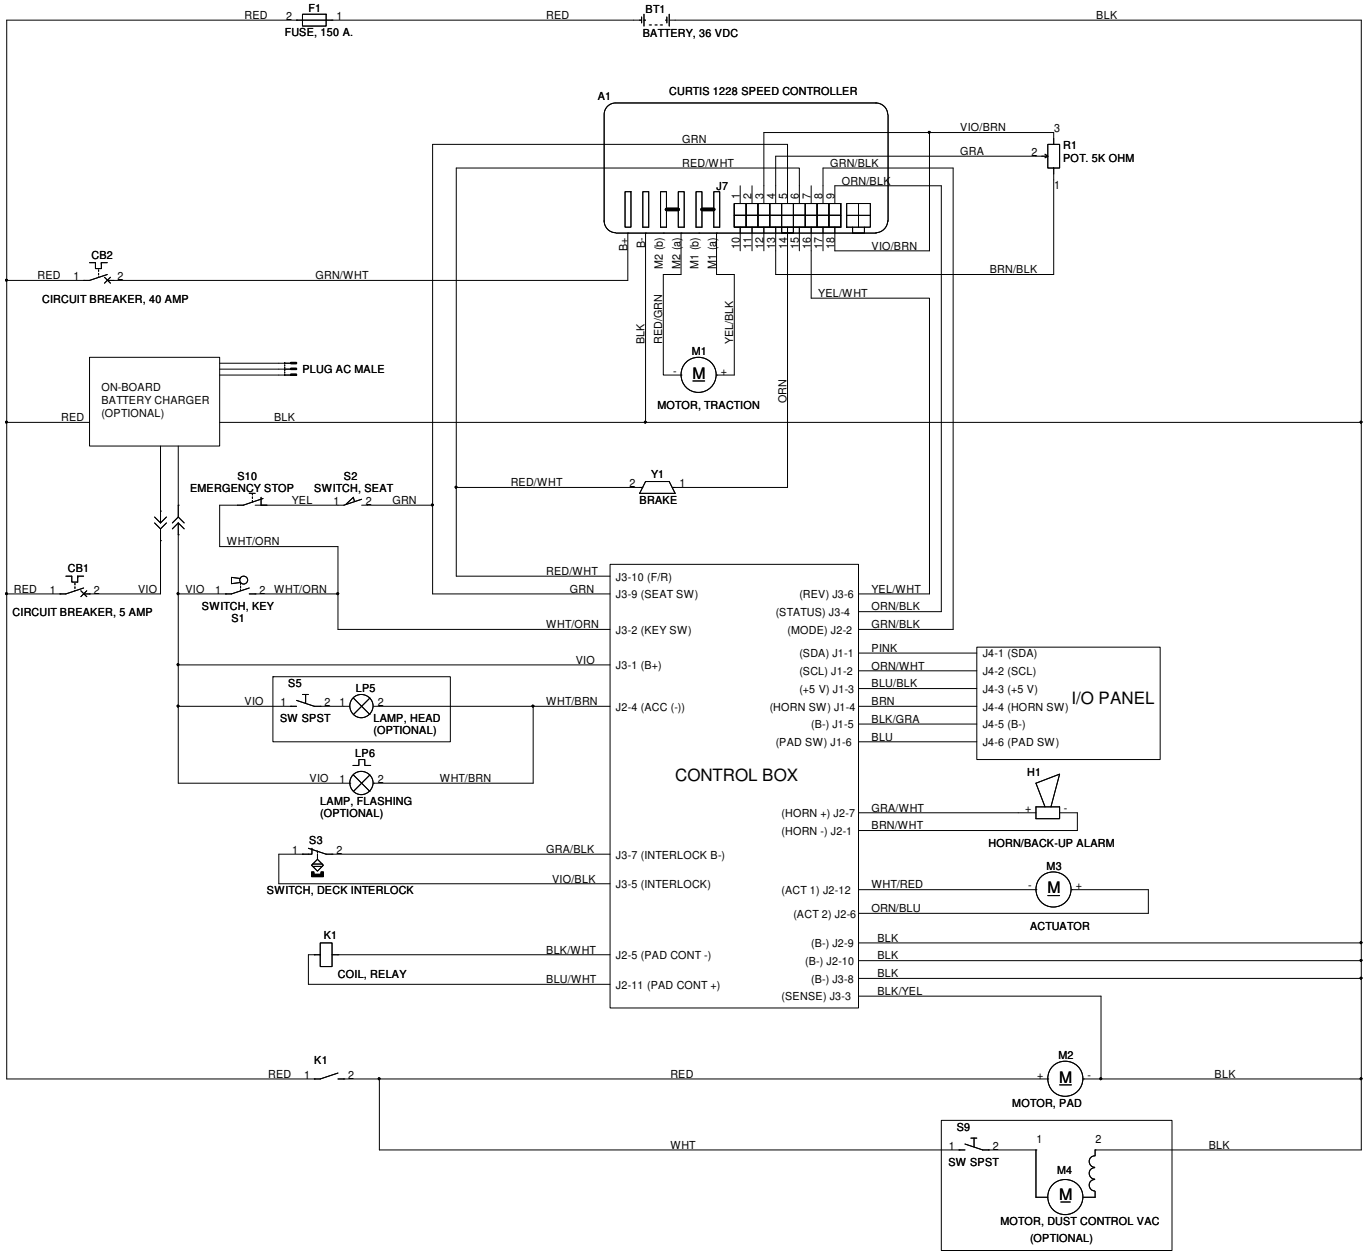 RED 2 F1 1 RED BT1 BLK
FUSE, 150 A. BATTERY, 36 VDC
CURTIS 1228 SPEED CONTROLLER
A1
GRN VIO/BRN 3
R1
POT. 5K OHM
RED/WHT GRA 2
GRN/BLK
J7 ORN/BLK 1
1 2 3 4 5 6 7 8 9
10 11 12 13 14 15 16 17 18
B+ B- M2 (b) M2 (a) M1 (b) M1 (a)
VIO/BRN
CB2
RED 1 2 GRN/WHT BRN/BLK
CIRCUIT BREAKER, 40 AMP
YEL/WHT
BLK RED/GRN YEL/BLK
M1
- M +
MOTOR, TRACTION
ORN
ON-BOARD
BATTERY CHARGER
(OPTIONAL)
PLUG AC MALE
RED BLK
S10
EMERGENCY STOP
S2
SWITCH, SEAT
YEL 1 2 GRN
RED/WHT 2 Y1 1
BRAKE
WHT/ORN
CB1
RED 1 2 VIO
CIRCUIT BREAKER, 5 AMP
VIO 1 2 WHT/ORN
SWITCH, KEY
S1
RED/WHT J3-10 (F/R)
GRN J3-9 (SEAT SW)
WHT/ORN J3-2 (KEY SW)
VIO J3-1 (B+)
WHT/BRN J2-4 (ACC (-))
S5
VIO 1 2
SW SPST
LP5
1 2
LAMP, HEAD
(OPTIONAL)
LP6
VIO 1 2 WHT/BRN
LAMP, FLASHING
(OPTIONAL)
CONTROL BOX
S3
1 2
SWITCH, DECK INTERLOCK
GRA/BLK J3-7 (INTERLOCK B-)
VIO/BLK J3-5 (INTERLOCK)
K1
COIL, RELAY
BLK/WHT J2-5 (PAD CONT -)
BLU/WHT J2-11 (PAD CONT +)
(REV) J3-6 YEL/WHT
(STATUS) J3-4 ORN/BLK
(MODE) J2-2 GRN/BLK
(SDA) J1-1 PINK J4-1 (SDA)
(SCL) J1-2 ORN/WHT J4-2 (SCL)
(+5 V) J1-3 BLU/BLK J4-3 (+5 V)
(HORN SW) J1-4 BRN J4-4 (HORN SW)
(B-) J1-5 BLK/GRA J4-5 (B-)
(PAD SW) J1-6 BLU J4-6 (PAD SW)
I/O PANEL
H1
(HORN +) J2-7 GRA/WHT + -
(HORN -) J2-1 BRN/WHT
HORN/BACK-UP ALARM
M3
(ACT 1) J2-12 WHT/RED - M +
(ACT 2) J2-6 ORN/BLU
ACTUATOR
(B-) J2-9 BLK
(B-) J2-10 BLK
(B-) J3-8 BLK
(SENSE) J3-3 BLK/YEL
K1
RED 1 2 RED
M2
+ M - BLK
MOTOR, PAD
WHT
S9
1 2
SW SPST
1 2 BLK
M4
M
MOTOR, DUST CONTROL VAC
(OPTIONAL)